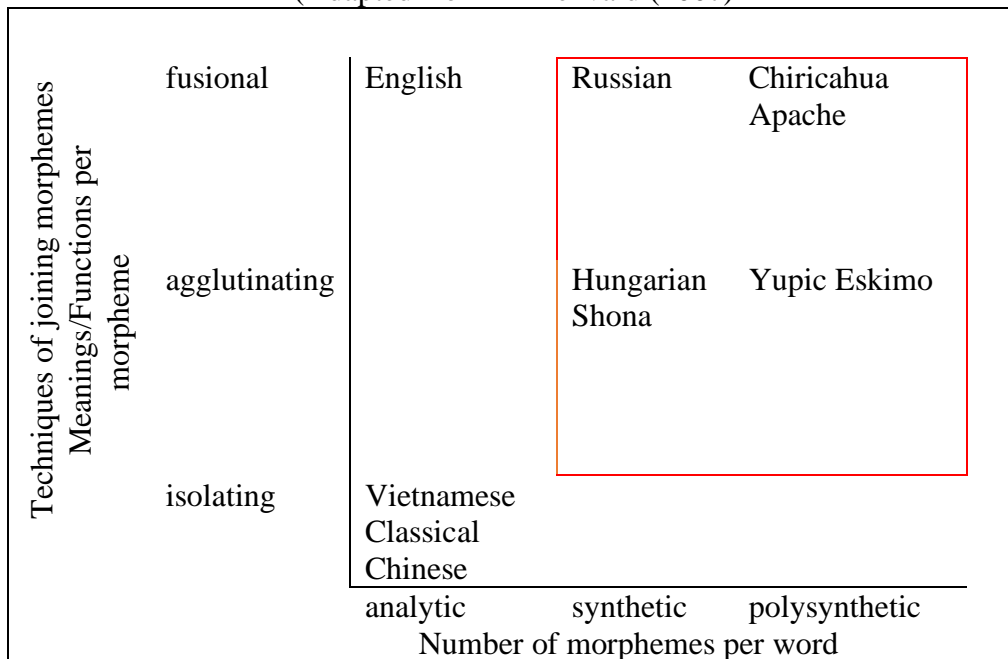 fusional English Russian Chiricahua
Apache
Techniques of joining morphemes
Meanings/Functions per
morpheme
agglutinating Hungarian Yupic Eskimo
Shona
isolating Vietnamese
Classical
Chinese
analytic synthetic polysynthetic
Number of morphemes per word